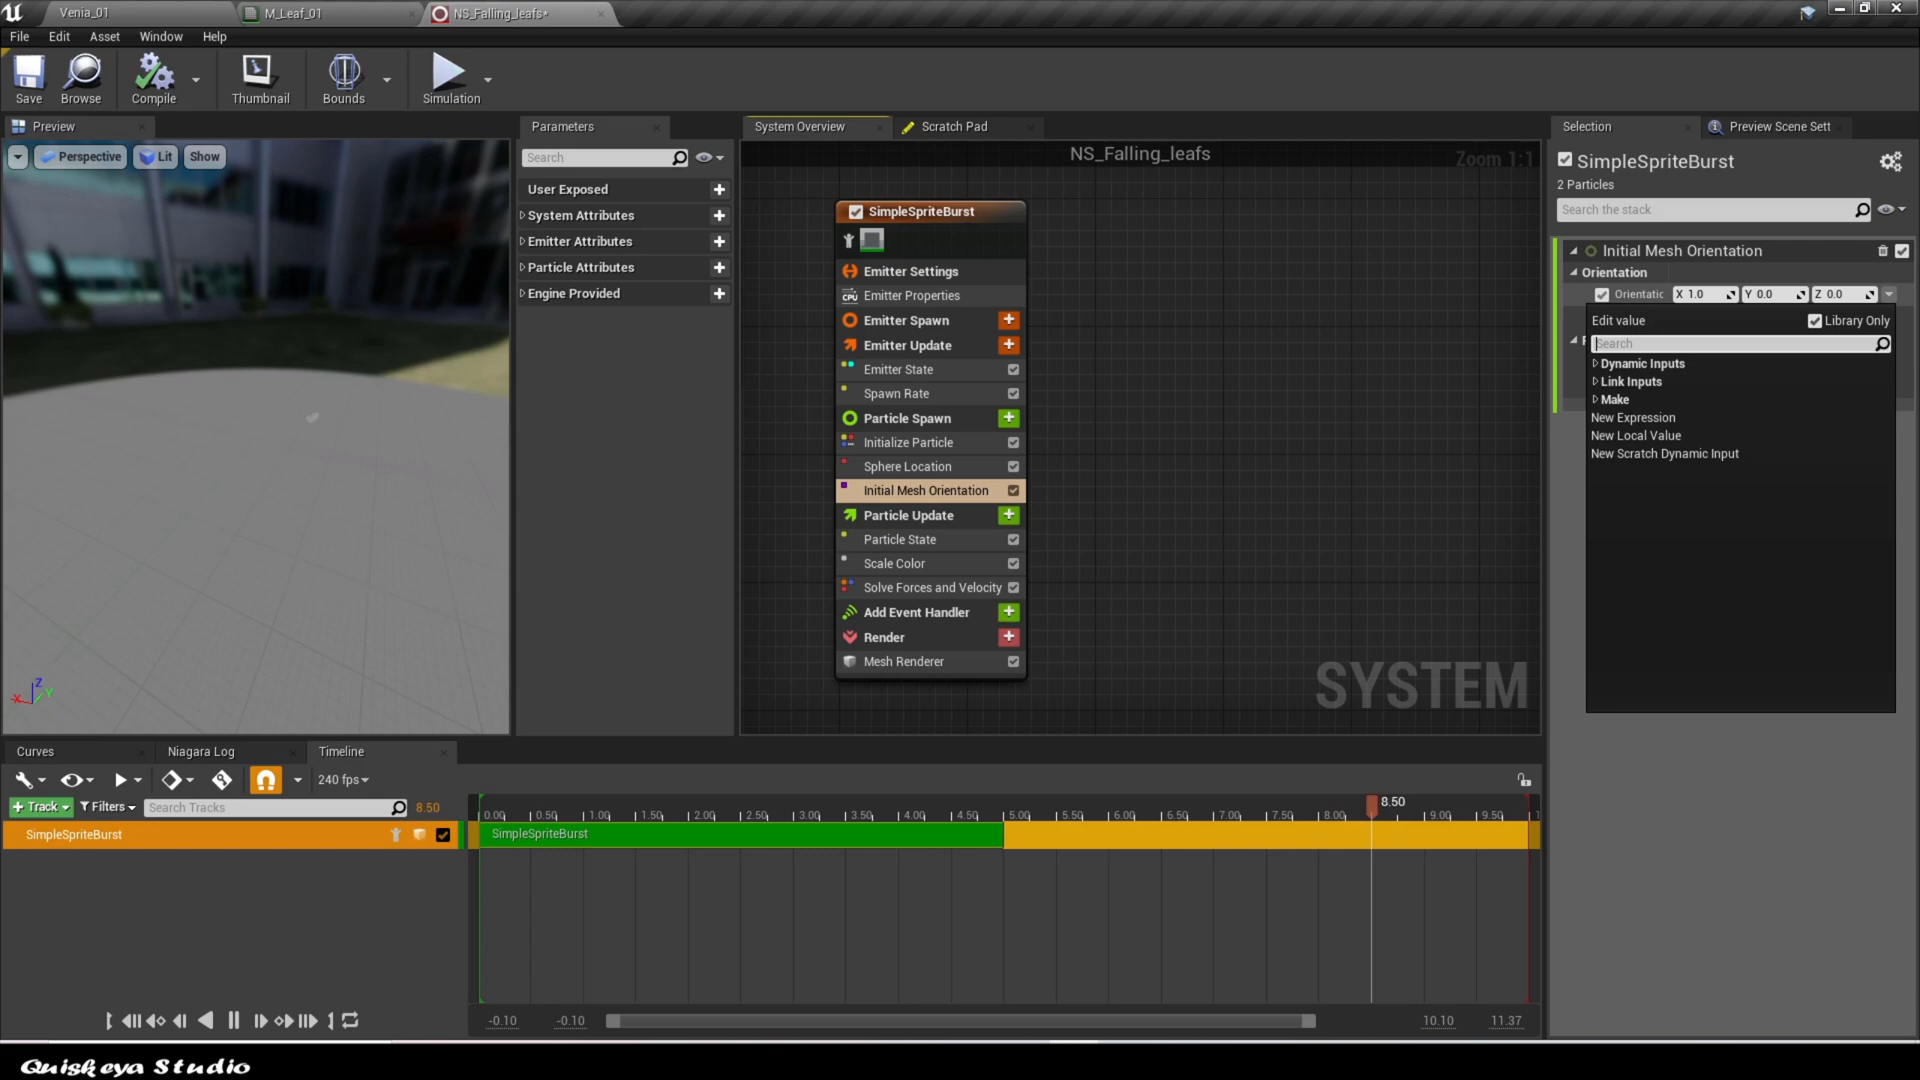 Venia_01
M_Leaf_01
NS_Falling_leafs*
File Edit Asset Window Help
Save
Browse
Compile
Thumbnail
Bounds
Simulation
Preview
Perspective
Lit
Show
X
Z
Y
Parameters
Search
User Exposed
System Attributes
Emitter Attributes
Particle Attributes
Engine Provided
System Overview
Scratch Pad
NS_Falling_leafs
Zoom 1:1
SimpleSpriteBurst
Emitter Settings
CPU
Emitter Properties
Emitter Spawn
Emitter Update
Emitter State
Spawn Rate
Particle Spawn
Initialize Particle
Sphere Location
Initial Mesh Orientation
Particle Update
Particle State
Scale Color
Solve Forces and Velocity
Add Event Handler
Render
Mesh Renderer
SYSTEM
Selection
Preview Scene Sett
SimpleSpriteBurst
2 Particles
Search the stack
Initial Mesh Orientation
Orientation
Orientatic X 1.0 Y 0.0 Z 0.0
Edit value
Library Only
Search
Dynamic Inputs
Link Inputs
Make
New Expression
New Local Value
New Scratch Dynamic Input
Curves
Niagara Log
Timeline
240 fps
Track
Filters
Search Tracks
8.50
SimpleSpriteBurst
8.50
0.00 0.50 1.00 1.50 2.00 2.50 3.00 3.50 4.00 4.50 5.00 5.50 6.00 6.50 7.00 7.50 8.00 9.00 9.50
SimpleSpriteBurst
-0.10 -0.10 10.10 11.37
Quiskeya Studio